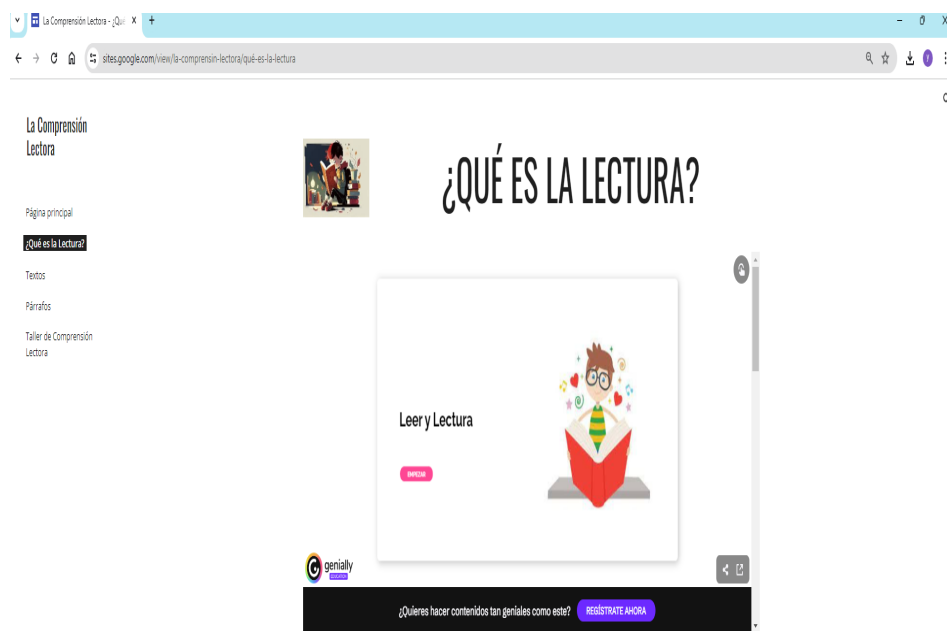 La Comprensión Lectora - ¿Qui
sites.google.com/view/la-comprensin-lectora/qué-es-la-lectura
Y
La Comprensión
Lectora
¿QUÉ ES LA LECTURA?
Página principal
¿Qué es la Lectura?
Textos
Párrafos
Taller de Comprensión
Lectora
Leer y Lectura
EMPEZAR
genially
EDUCATION
¿Quieres hacer contenidos tan geniales como este?
REGÍSTRATE AHORA